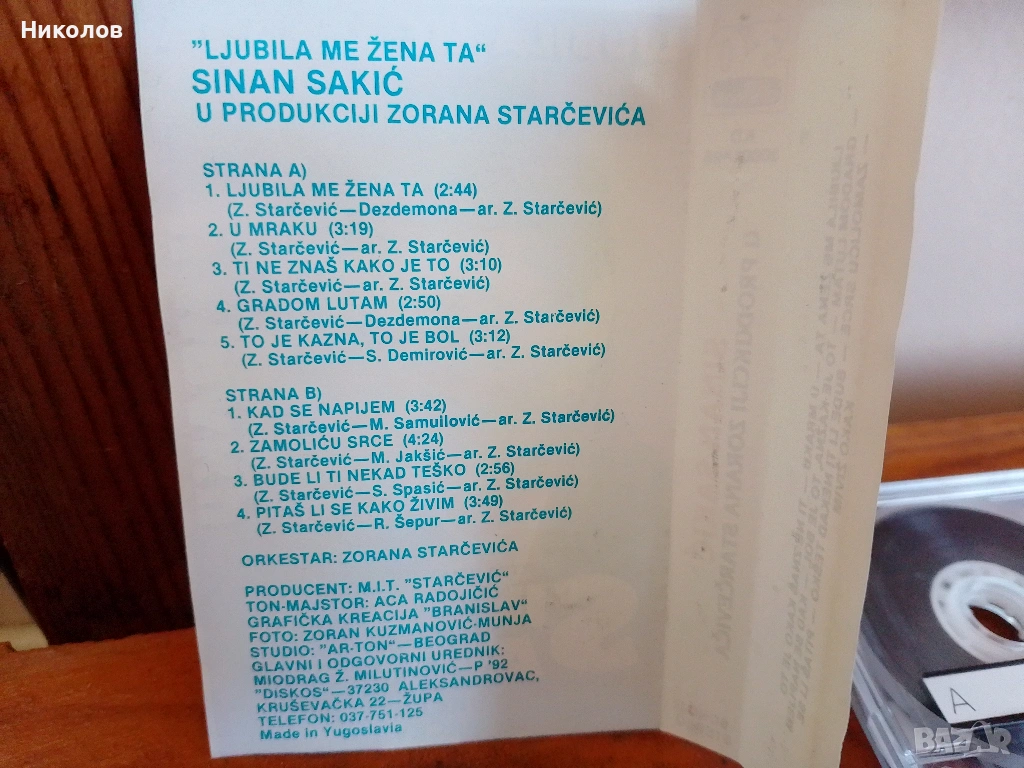 Николов
"LJUBILA ME ŽENA TA"
SINAN SAKIĆ
U PRODUKCIJI ZORANA STARČEVIĆA
STRANA A)
1. LJUBILA ME ŽENA TA (2:44)
(Z. Starčević—Dezdemona—ar. Z. Starčević)
2. U MRAKU (3:19)
(Z. Starčević—ar. Z. Starčević)
3. TI NE ZNAŠ KAKO JE TO (3:10)
(Z. Starčević—ar. Z. Starčević)
4. GRADOM LUTAM (2:50)
(Z. Starčević—Dezdemona—ar. Z. Starčević)
5. TO JE KAZNA, TO JE BOL (3:12)
(Z. Starčević—S. Demirović—ar. Z. Starčević)
STRANA B)
1. KAD SE NAPIJEM (3:42)
(Z. Starčević—M. Samuilović—ar. Z. Starčević)
2. ZAMOLIĆU SRCE (4:24)
(Z. Starčević—M. Jakšić—ar. Z. Starčević)
3. BUDE LI TI NEKAD TEŠKO (2:56)
(Z. Starčević—S. Spasić—ar. Z. Starčević)
4. PITAŠ LI SE KAKO ŽIVIM (3:49)
(Z. Starčević—R. Šepur—ar. Z. Starčević)
ORKESTAR: ZORANA STARČEVIĆA
PRODUCENT: M.I.T. "STARČEVIĆ"
TON-MAJSTOR: ACA RADOJIČIĆ
GRAFIČKA KREACIJA "BRANISLAV"
FOTO: ZORAN KUZMANOVIĆ-MUNJA
STUDIO: "AR-TON"—BEOGRAD
GLAVNI I ODGOVORNI UREDNIK:
MIODRAG Ž. MILUTINOVIĆ—P '92
"DISKOS"—37230 ALEKSANDROVAC,
KRUŠEVAČKA 22—ŽUPA
TELEFON: 037-751-125
Made in Yugoslavia
A
BAZAR